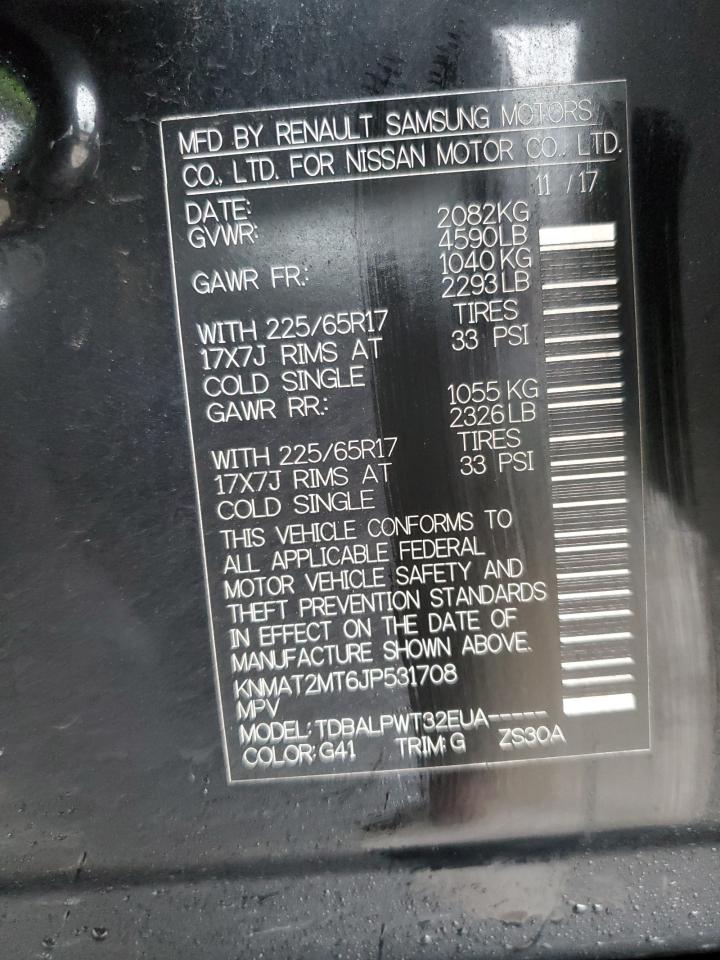 MFD BY RENAULT SAMSUNG MOTORS
CO., LTD. FOR NISSAN MOTOR CO., LTD.
DATE: 11 / 17
GVWR: 2082KG
4590LB
GAWR FR.: 1040 KG
2293 LB
WITH 225/65R17 TIRES
17X7J RIMS AT 33 PSI
COLD SINGLE
GAWR RR.: 1055 KG
2326 LB
WITH 225/65R17 TIRES
17X7J RIMS AT 33 PSI
COLD SINGLE
THIS VEHICLE CONFORMS TO
ALL APPLICABLE FEDERAL
MOTOR VEHICLE SAFETY AND
THEFT PREVENTION STANDARDS
IN EFFECT ON THE DATE OF
MANUFACTURE SHOWN ABOVE.
KNMAT2MT6JP531708
MPV
MODEL: TDBALPWT32EUA-----
COLOR: G41 TRIM: G ZS30A